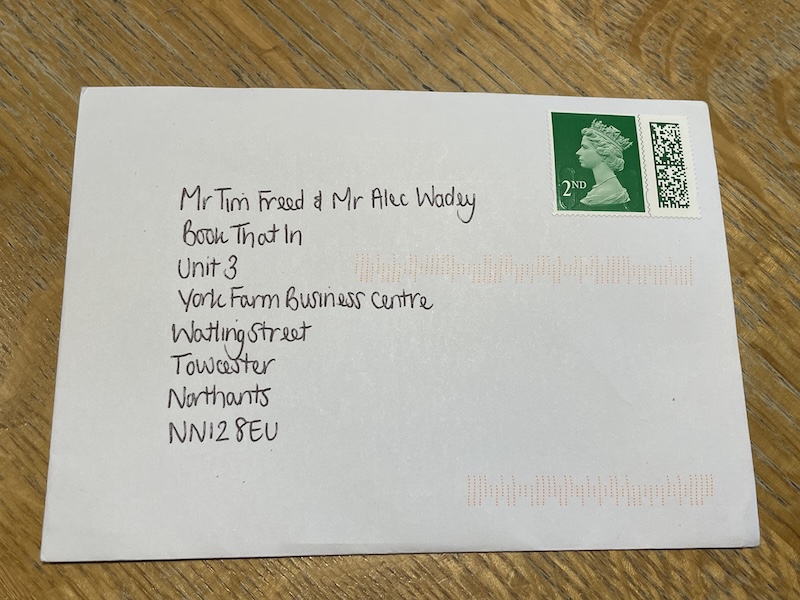 2ND
Mr Tim Freed & Mr Alec Wadey
Book That In
Unit 3
York Farm Business Centre
Watling Street
Towcester
Northants
NN12 8EU